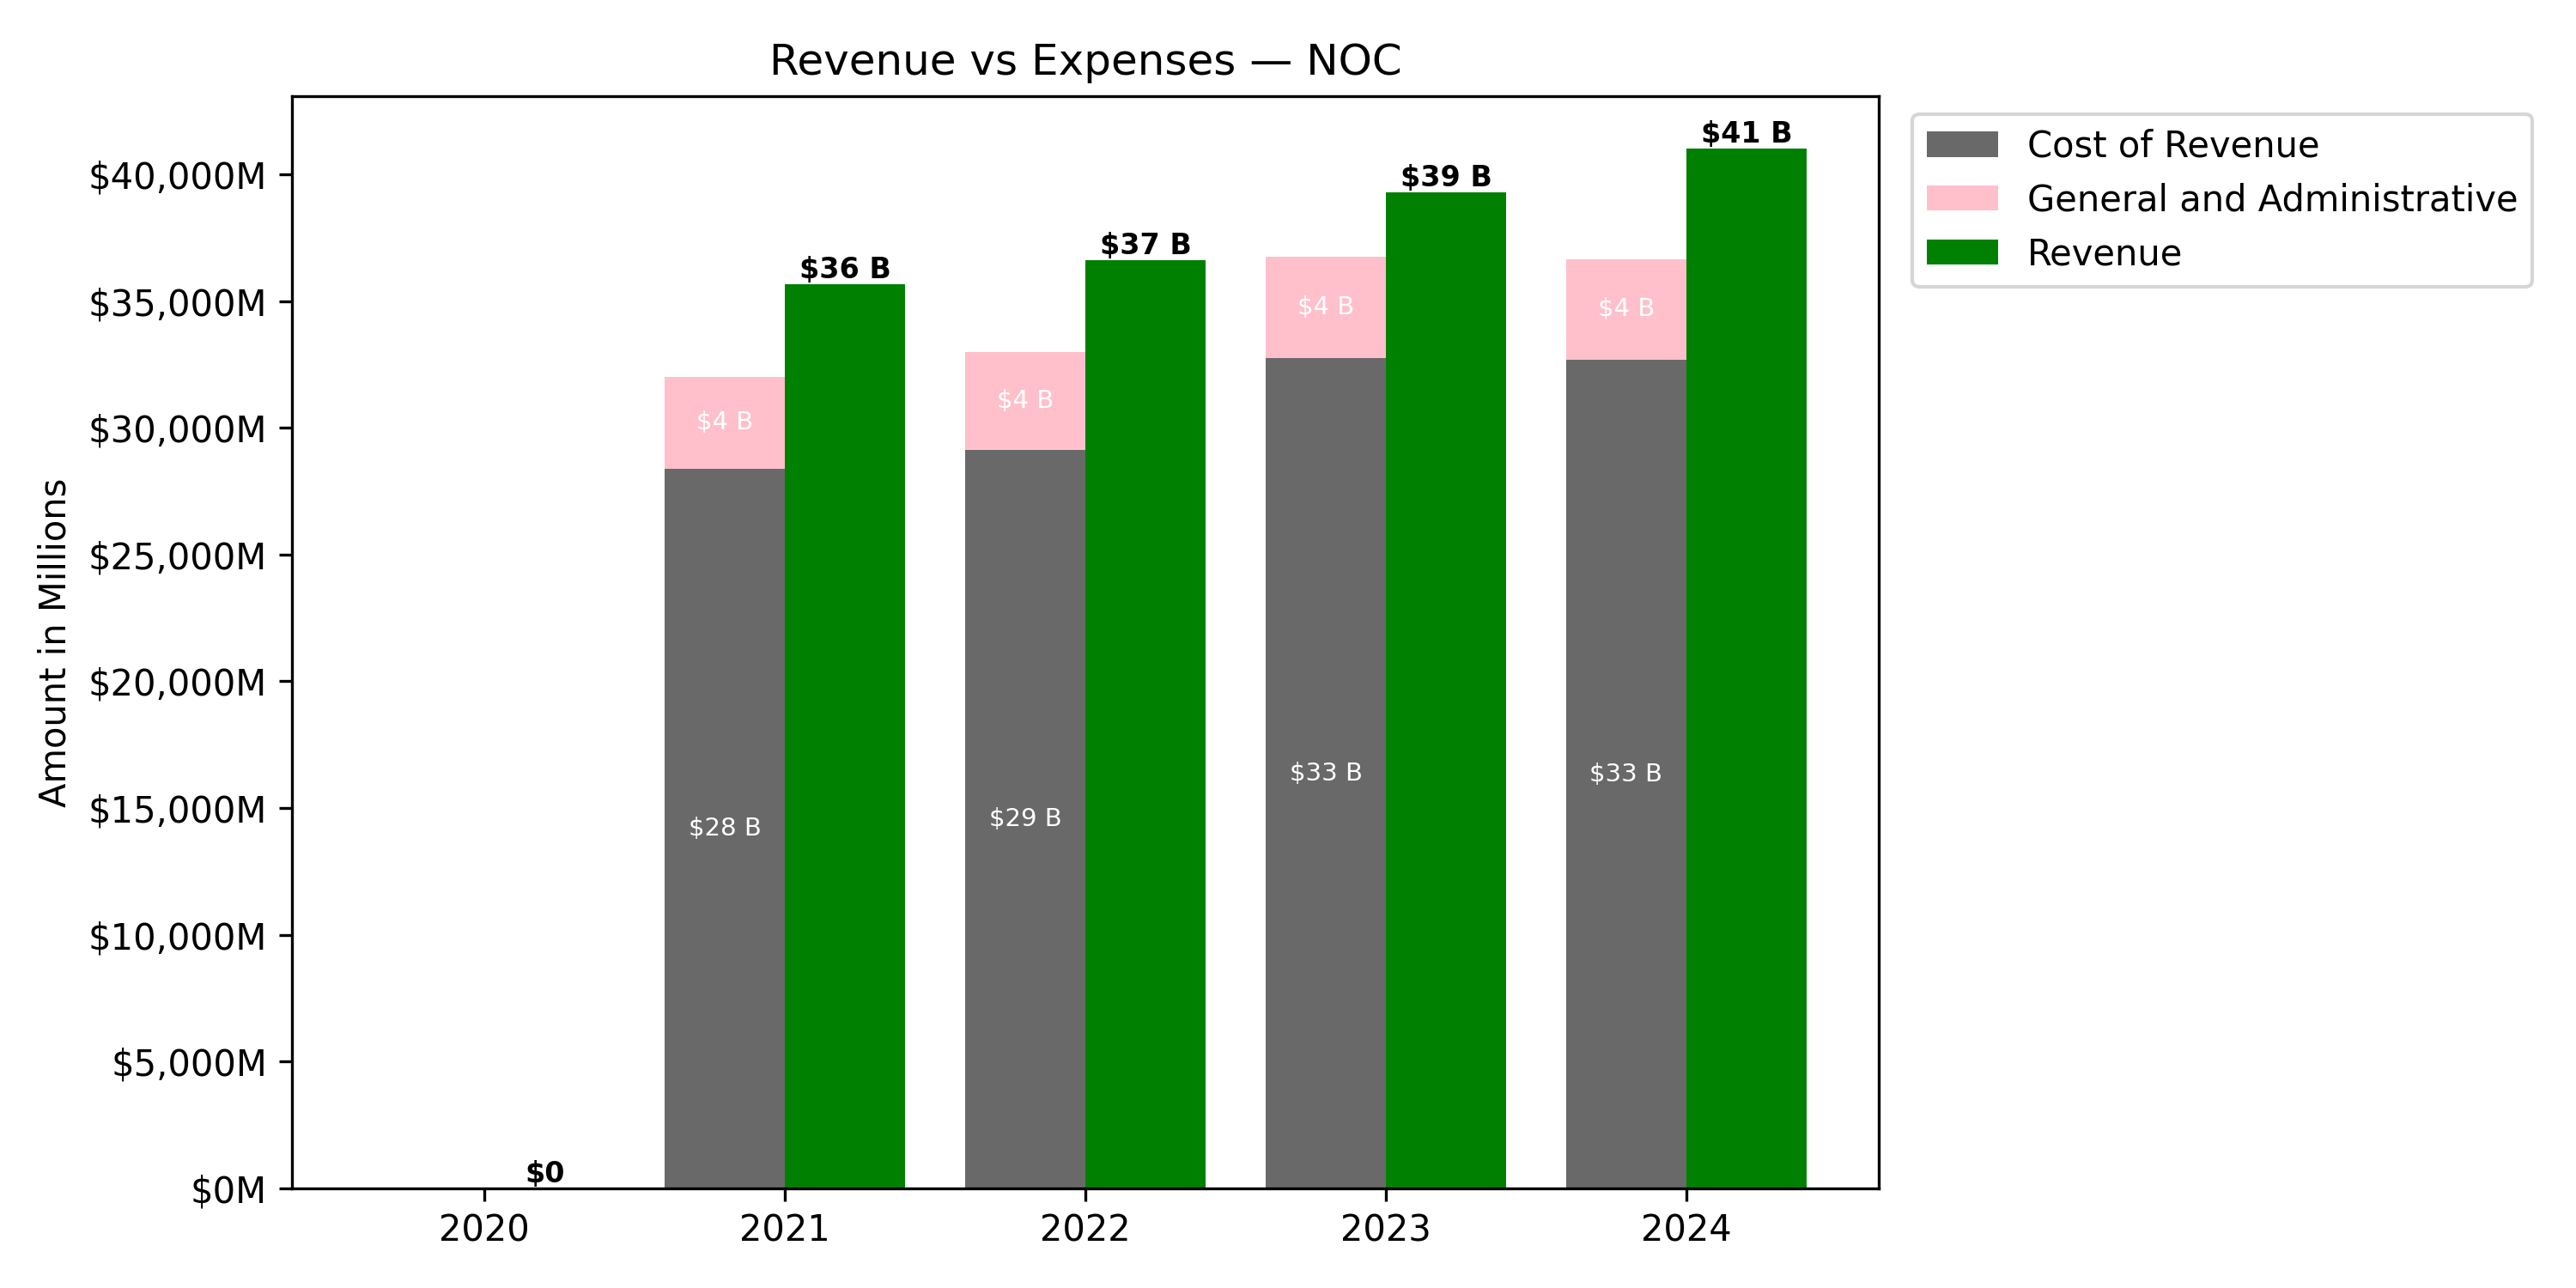 Revenue vs Expenses — NOC
Cost of Revenue
General and Administrative
Revenue
Amount in Millions
$40,000M
$35,000M
$30,000M
$25,000M
$20,000M
$15,000M
$10,000M
$5,000M
$0M
$0
$36 B
$4 B
$28 B
$37 B
$4 B
$29 B
$39 B
$4 B
$33 B
$41 B
$4 B
$33 B
2020
2021
2022
2023
2024